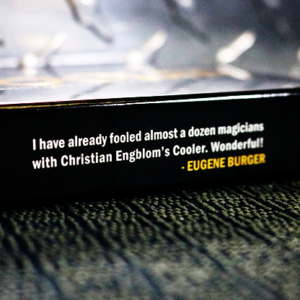 I have already fooled almost a dozen magicians
with Christian Engblom's Cooler. Wonderful!
- EUGENE BURGER